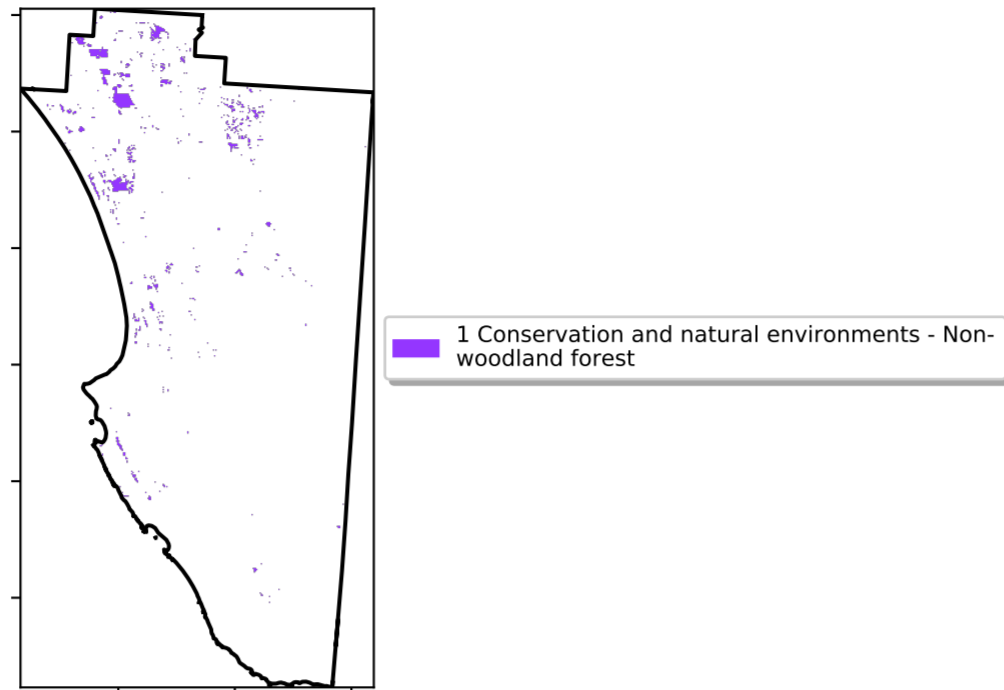 1 Conservation and natural environments - Non-
woodland forest